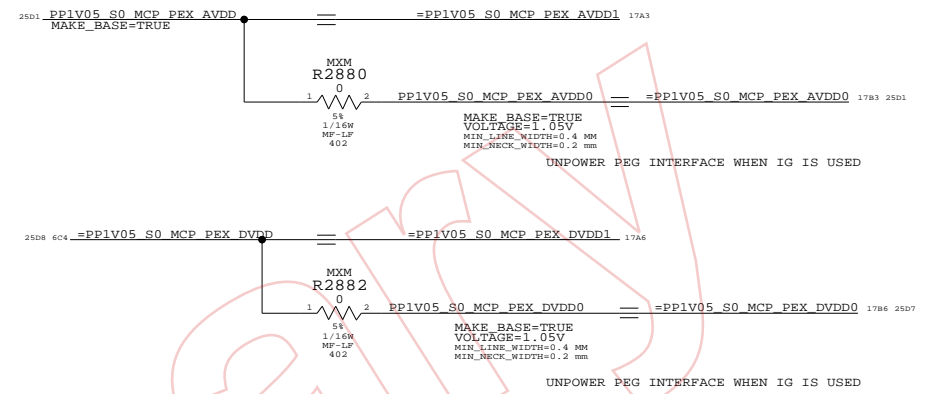 25D1 PP1V05_S0_MCP_PEX_AVDD =PP1V05_S0_MCP_PEX_AVDD1 17A3
MAKE_BASE=TRUE
MXM
R2880
0
1 2 PP1V05_S0_MCP_PEX_AVDD0 =PP1V05_S0_MCP_PEX_AVDD0 17B3 25D1
5%
1/16W
MF-LF
402
MAKE_BASE=TRUE
VOLTAGE=1.05V
MIN_LINE_WIDTH=0.4 MM
MIN_NECK_WIDTH=0.2 mm
UNPOWER PEG INTERFACE WHEN IG IS USED
25D8 6C4 =PP1V05_S0_MCP_PEX_DVDD =PP1V05_S0_MCP_PEX_DVDD1 17A6
MXM
R2882
0
1 2 PP1V05_S0_MCP_PEX_DVDD0 =PP1V05_S0_MCP_PEX_DVDD0 17B6 25D7
5%
1/16W
MF-LF
402
MAKE_BASE=TRUE
VOLTAGE=1.05V
MIN_LINE_WIDTH=0.4 MM
MIN_NECK_WIDTH=0.2 mm
UNPOWER PEG INTERFACE WHEN IG IS USED
ary